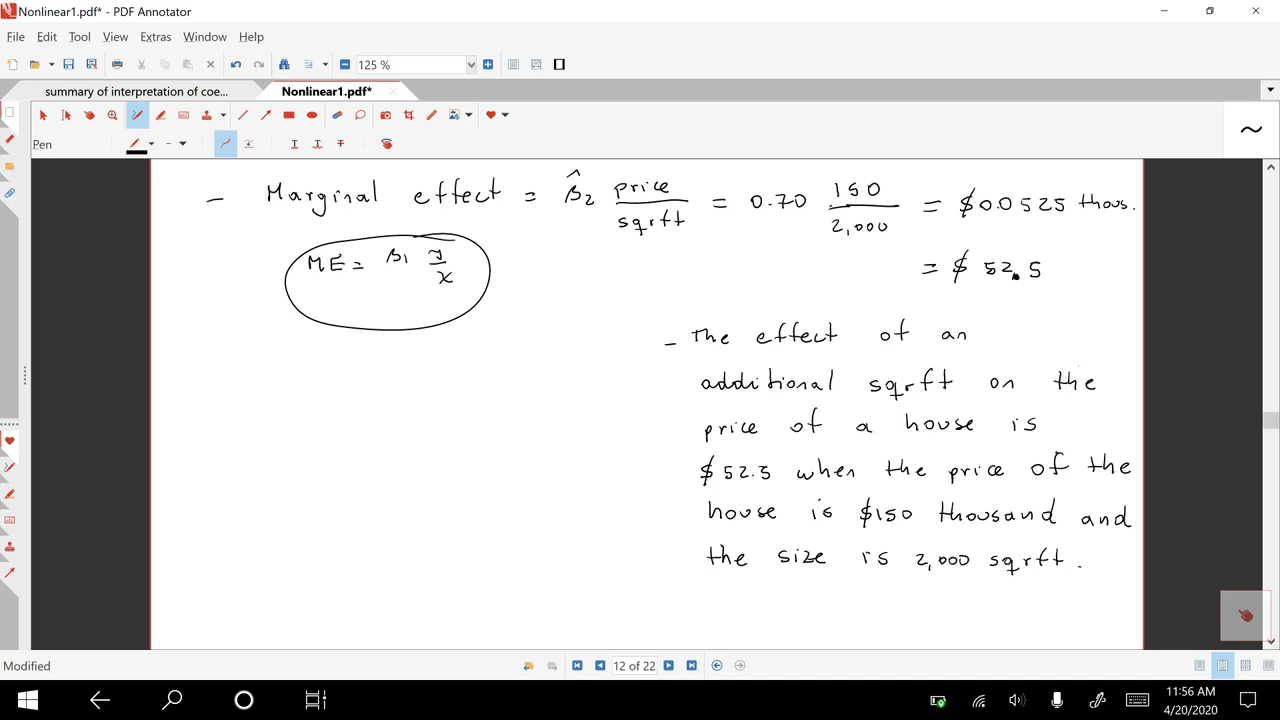 Nonlinear1.pdf* - PDF Annotator
File Edit Tool View Extras Window Help
125 %
summary of interpretation of coe... Nonlinear1.pdf*
Pen
- Marginal effect = β̂2 price/sqrft = 0.70 150/2,000 = $0.0525 thous.
ME = β1 y/x
= $ 52.5
- The effect of an
additional sqrft on the
price of a house is
$52.5 when the price of the
house is $150 thousand and
the size is 2,000 sqrft.
Modified 12 of 22
11:56 AM
4/20/2020